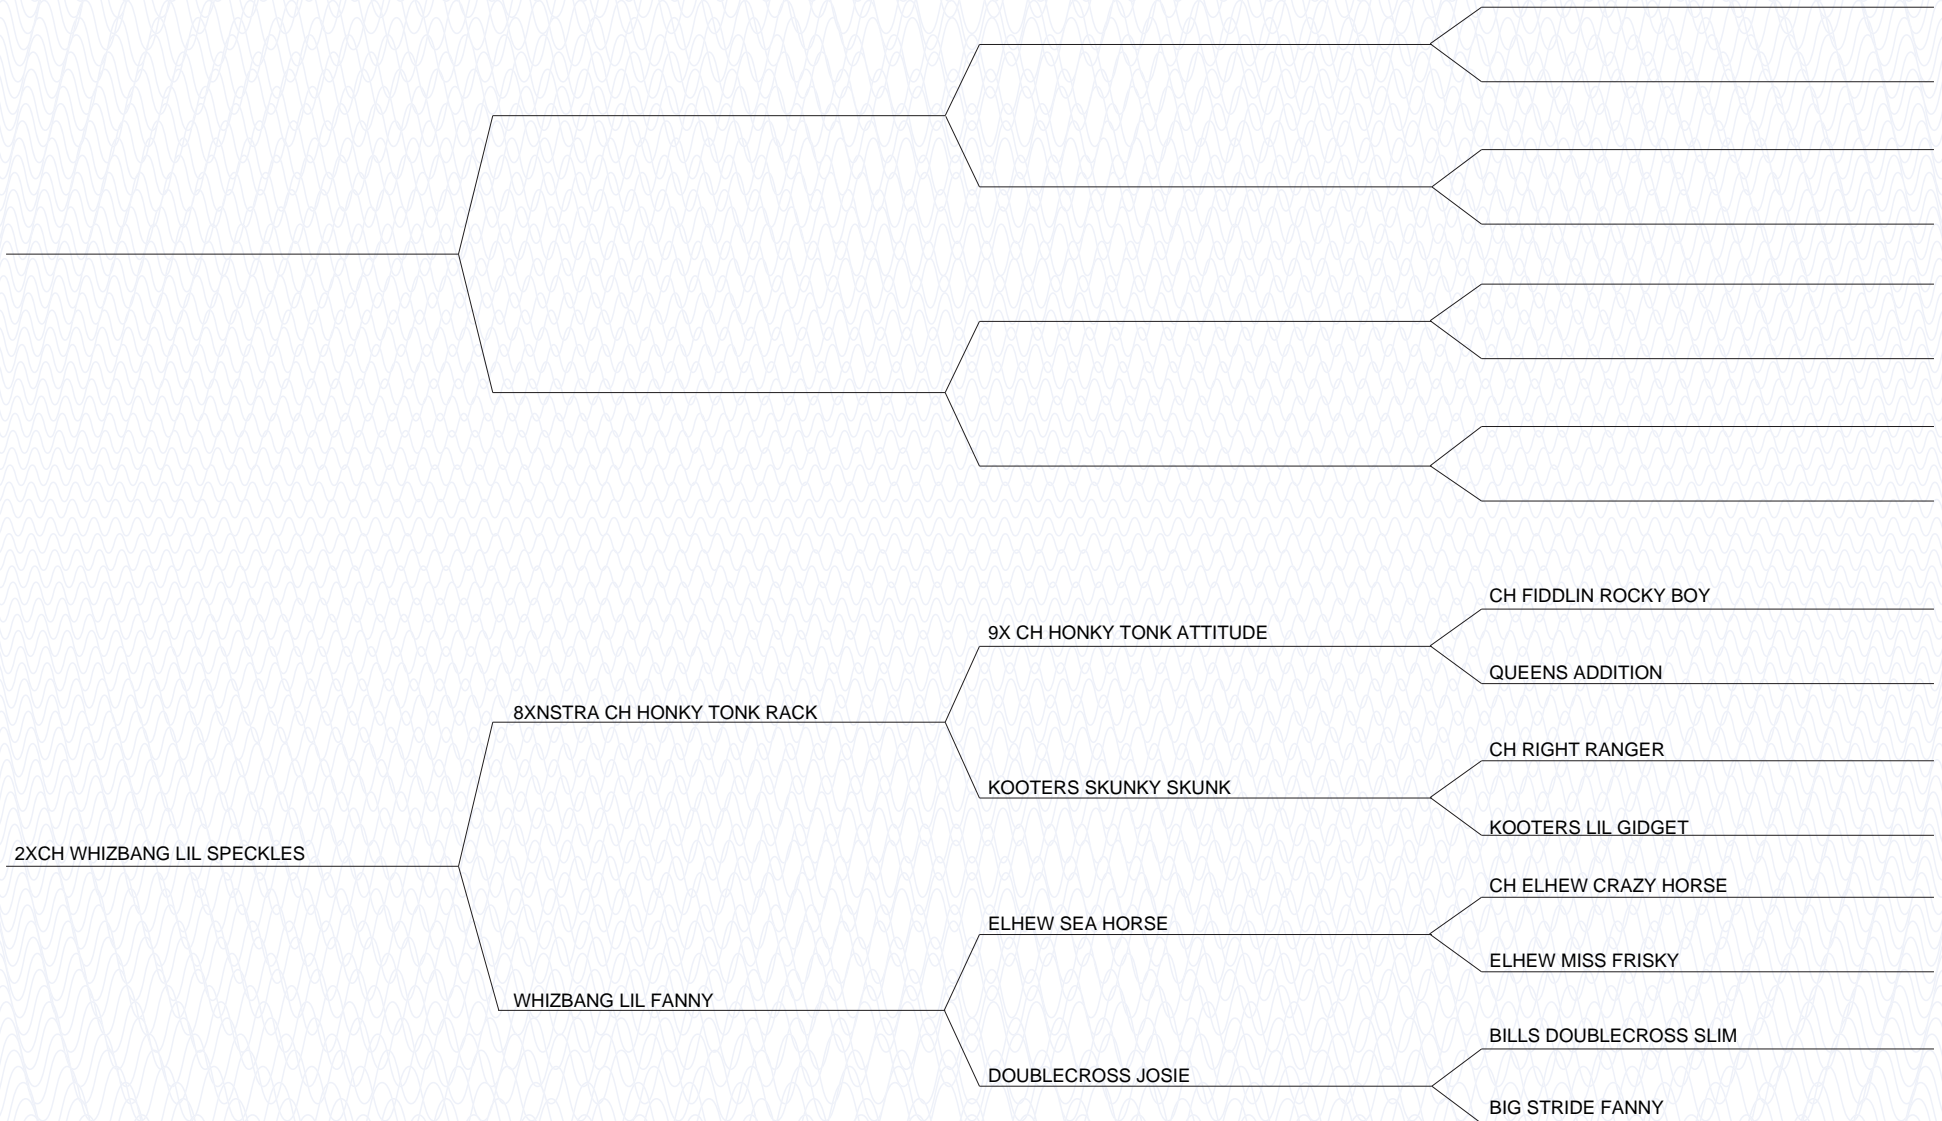 CH FIDDLIN ROCKY BOY
9X CH HONKY TONK ATTITUDE
QUEENS ADDITION
8XNSTRA CH HONKY TONK RACK
CH RIGHT RANGER
KOOTERS SKUNKY SKUNK
KOOTERS LIL GIDGET
2XCH WHIZBANG LIL SPECKLES
CH ELHEW CRAZY HORSE
ELHEW SEA HORSE
ELHEW MISS FRISKY
WHIZBANG LIL FANNY
BILLS DOUBLECROSS SLIM
DOUBLECROSS JOSIE
BIG STRIDE FANNY